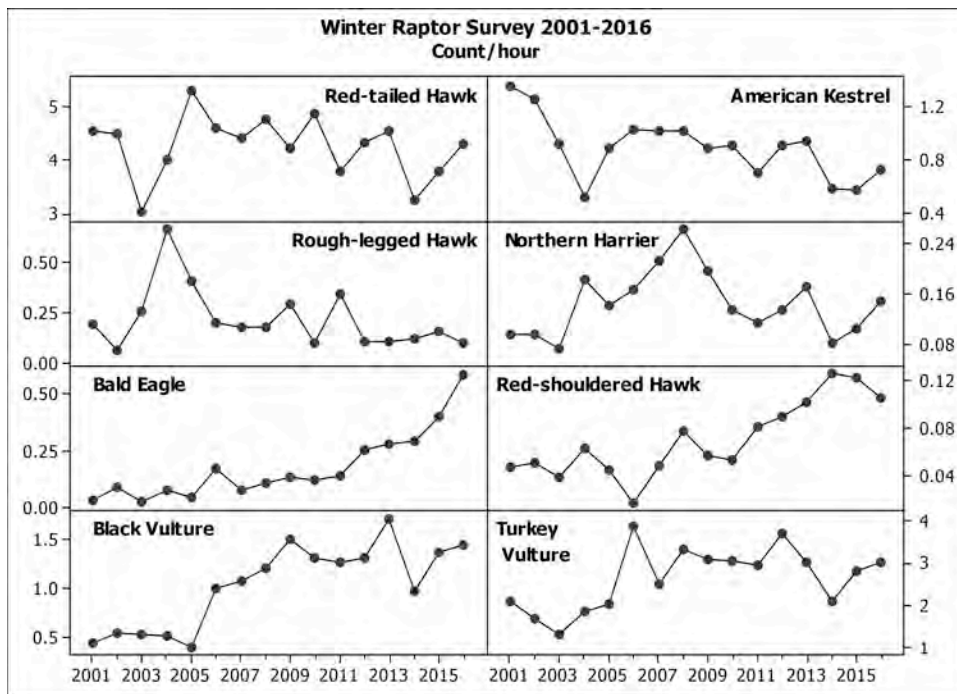 Winter Raptor Survey 2001-2016
Count/hour
Red-tailed Hawk
5
4
3
American Kestrel
1.2
0.8
0.4
Rough-legged Hawk
0.50
0.25
0.00
Northern Harrier
0.24
0.16
0.08
Bald Eagle
0.50
0.25
0.00
Red-shouldered Hawk
0.12
0.08
0.04
Black Vulture
1.5
1.0
0.5
Turkey
Vulture
4
3
2
1
2001 2003 2005 2007 2009 2011 2013 2015
2001 2003 2005 2007 2009 2011 2013 2015